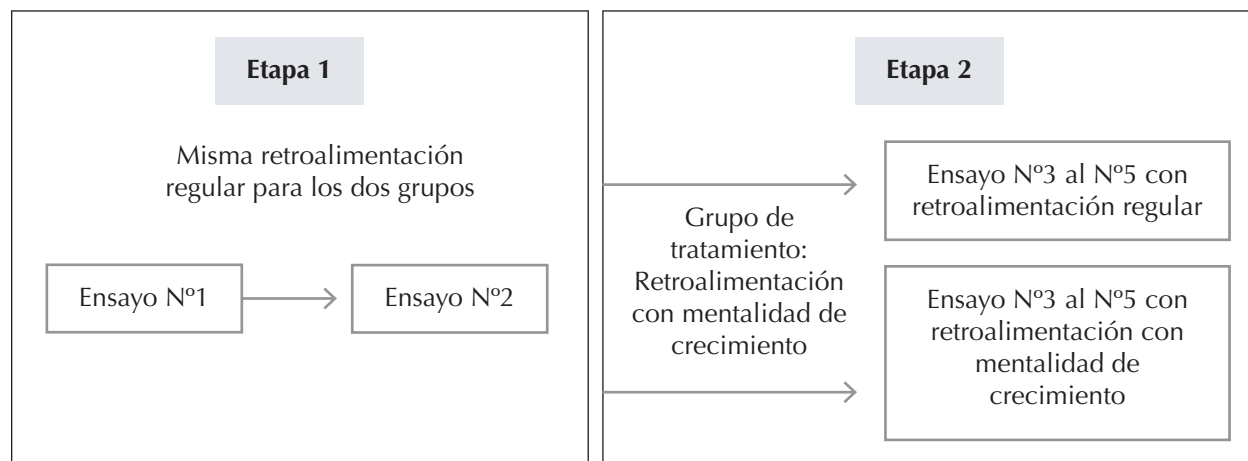 Etapa 1
Misma retroalimentación
regular para los dos grupos
Ensayo Nº1
Ensayo Nº2
Etapa 2
Grupo de
tratamiento:
Retroalimentación
con mentalidad de
crecimiento
Ensayo Nº3 al Nº5 con
retroalimentación regular
Ensayo Nº3 al Nº5 con
retroalimentación con
mentalidad de
crecimiento